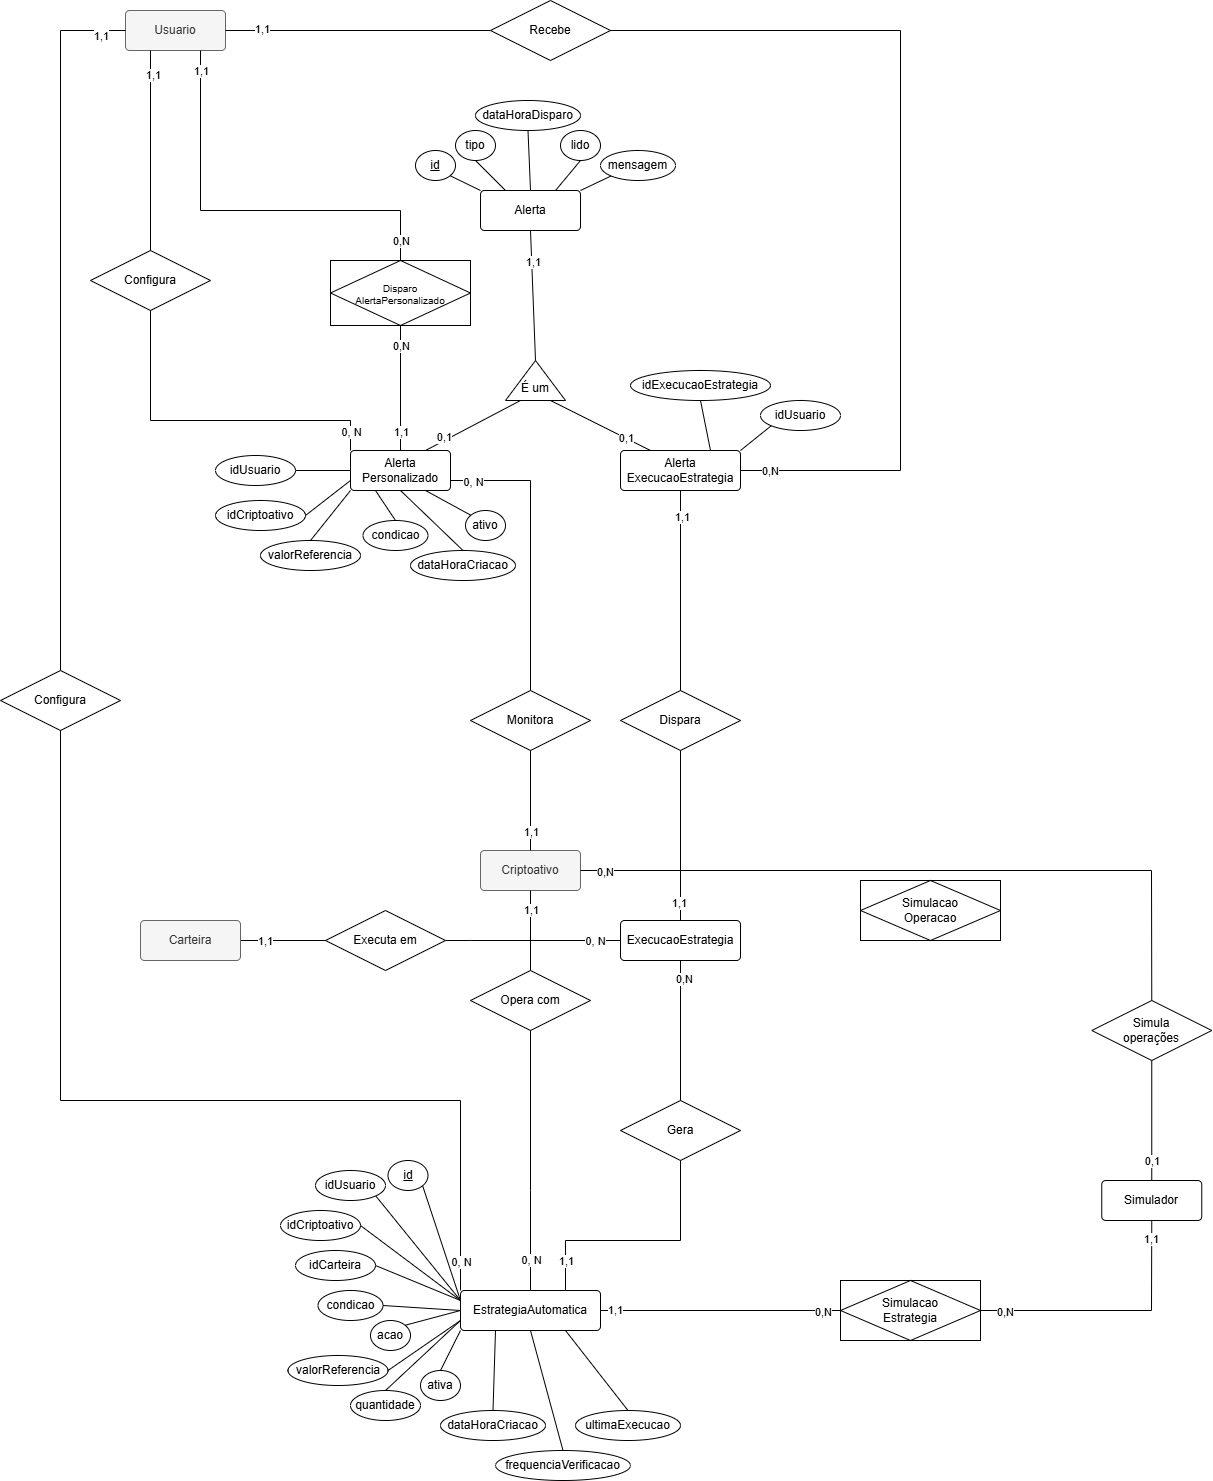 Usuario
1,1
1,1
Recebe
1,1
1,1
dataHoraDisparo
tipo
lido
id
mensagem
Alerta
0,N
1,1
Configura
Disparo
AlertaPersonalizado
0,N
É um
idExecucaoEstrategia
idUsuario
0, N
1,1
0,1
0,1
Alerta
Personalizado
Alerta
ExecucaoEstrategia
idUsuario
0, N
0,N
idCriptoativo
1,1
ativo
condicao
valorReferencia
dataHoraCriacao
Configura
Monitora
Dispara
1,1
Criptoativo
0,N
1,1
1,1
Simulacao
Operacao
Carteira
1,1
Executa em
0, N
ExecucaoEstrategia
0,N
Opera com
Simula
operações
Gera
0,1
id
idUsuario
Simulador
idCriptoativo
1,1
idCarteira
0, N
0, N
1,1
condicao
EstrategiaAutomatica
1,1
0,N
Simulacao
Estrategia
0,N
acao
valorReferencia
ativa
quantidade
dataHoraCriacao
ultimaExecucao
frequenciaVerificacao